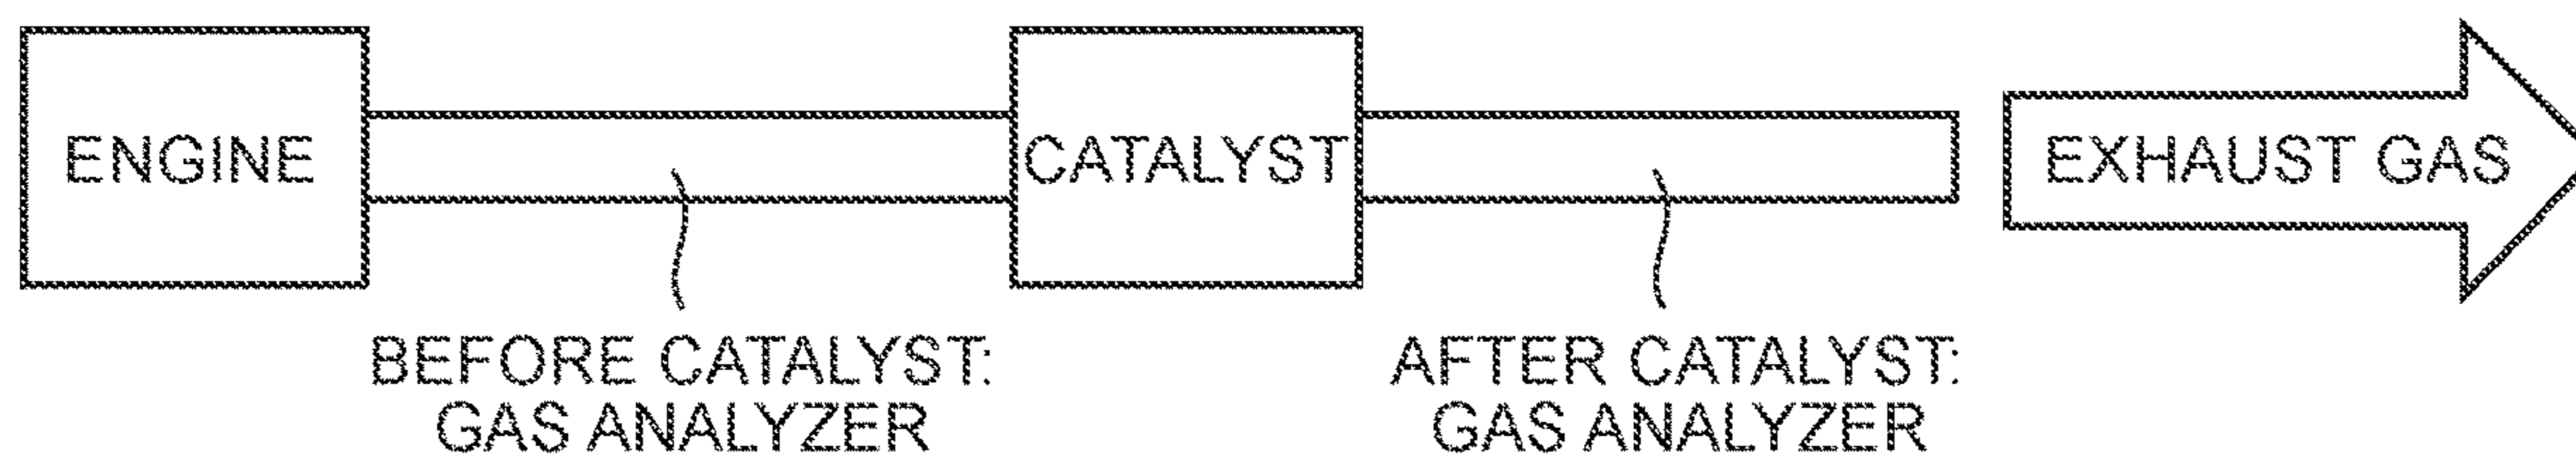 ENGINE
CATALYST
EXHAUST GAS
BEFORE CATALYST:
GAS ANALYZER
AFTER CATALYST:
GAS ANALYZER